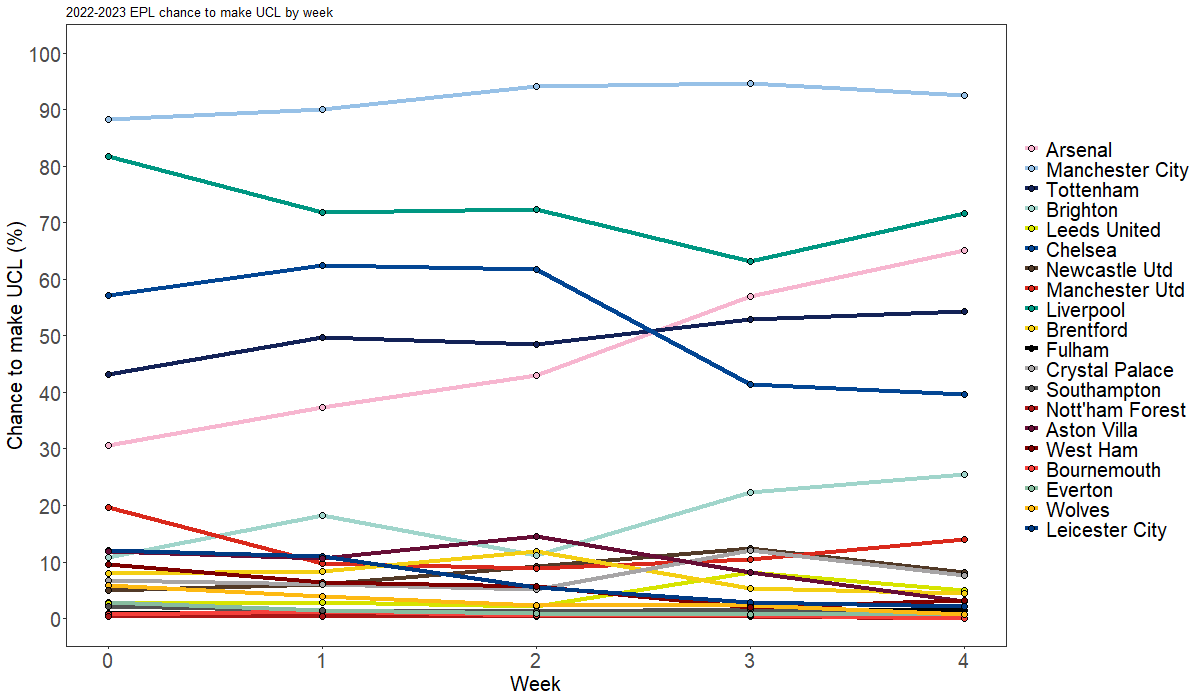 2022-2023 EPL chance to make UCL by week
Chance to make UCL (%)
100
90
80
70
60
50
40
30
20
10
0
0 1 2 3 4
Week
Arsenal
Manchester City
Tottenham
Brighton
Leeds United
Chelsea
Newcastle Utd
Manchester Utd
Liverpool
Brentford
Fulham
Crystal Palace
Southampton
Nott'ham Forest
Aston Villa
West Ham
Bournemouth
Everton
Wolves
Leicester City